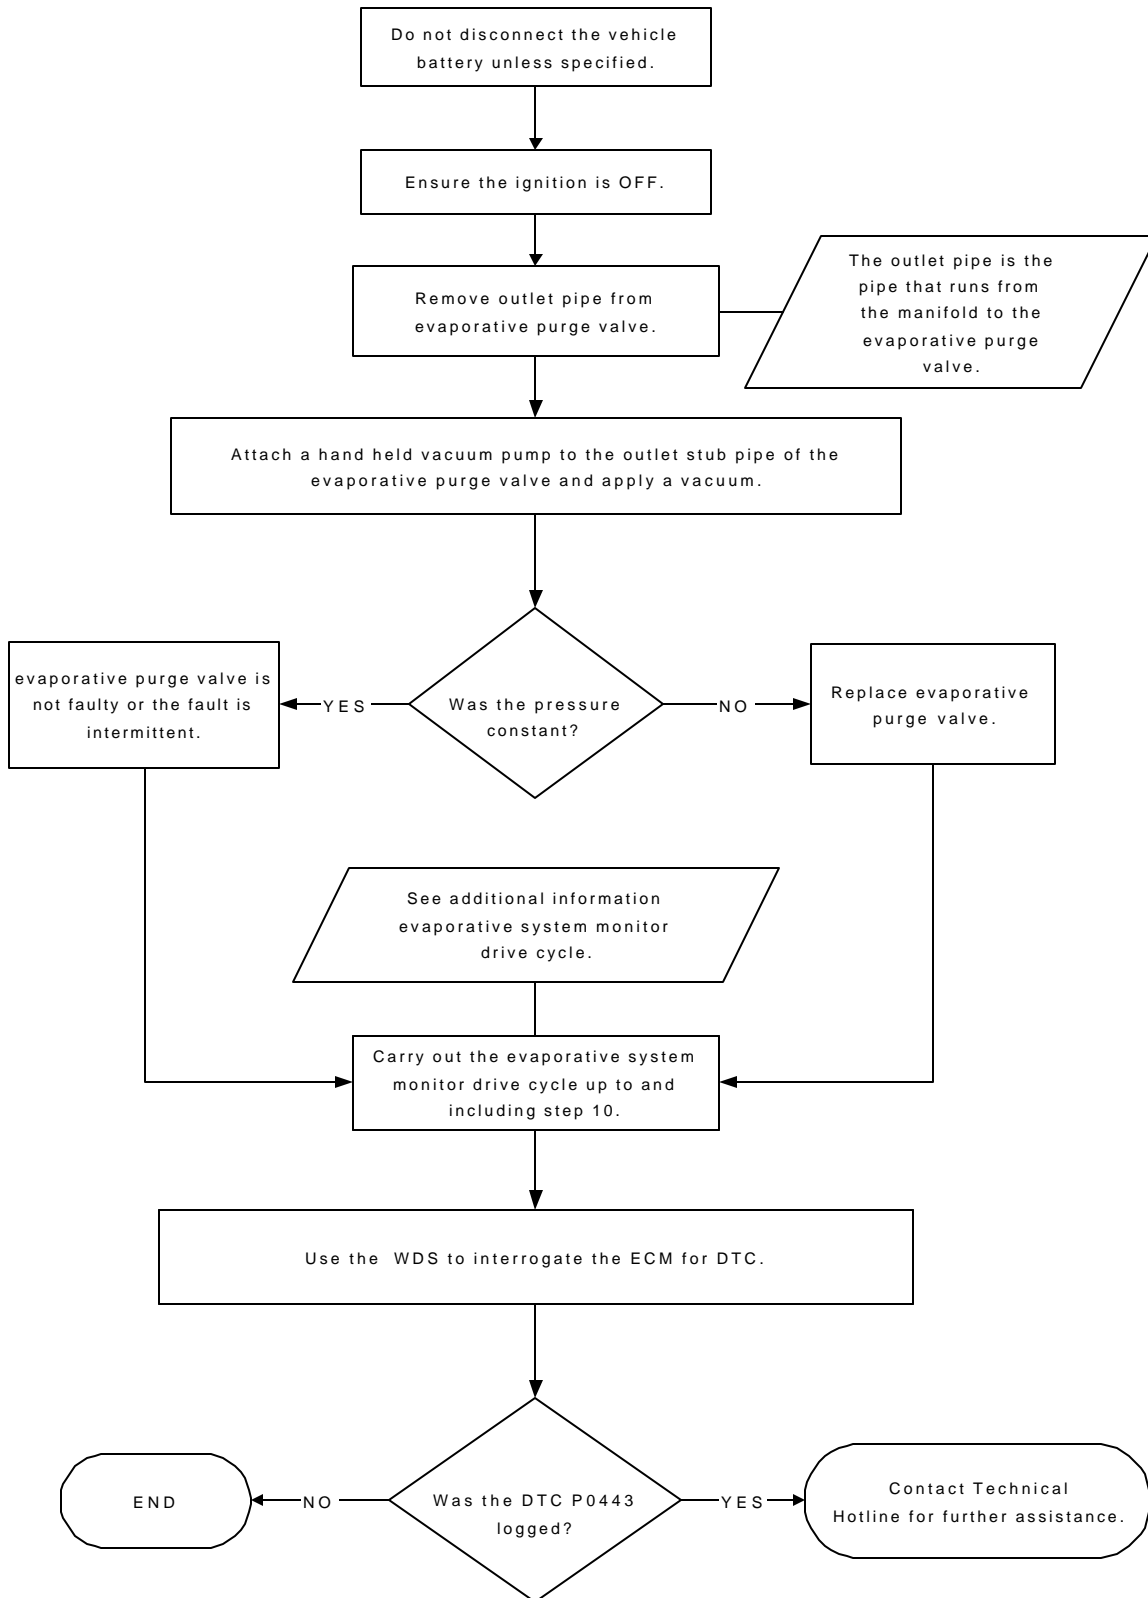 Do not disconnect the vehicle
battery unless specified.
Ensure the ignition is OFF.
Remove outlet pipe from
evaporative purge valve.
The outlet pipe is the
pipe that runs from
the manifold to the
evaporative purge
valve.
Attach a hand held vacuum pump to the outlet stub pipe of the
evaporative purge valve and apply a vacuum.
evaporative purge valve is
not faulty or the fault is
intermittent.
YES
Was the pressure
constant?
NO
Replace evaporative
purge valve.
See additional information
evaporative system monitor
drive cycle.
Carry out the evaporative system
monitor drive cycle up to and
including step 10.
Use the WDS to interrogate the ECM for DTC.
END
NO
Was the DTC P0443
logged?
YES
Contact Technical
Hotline for further assistance.